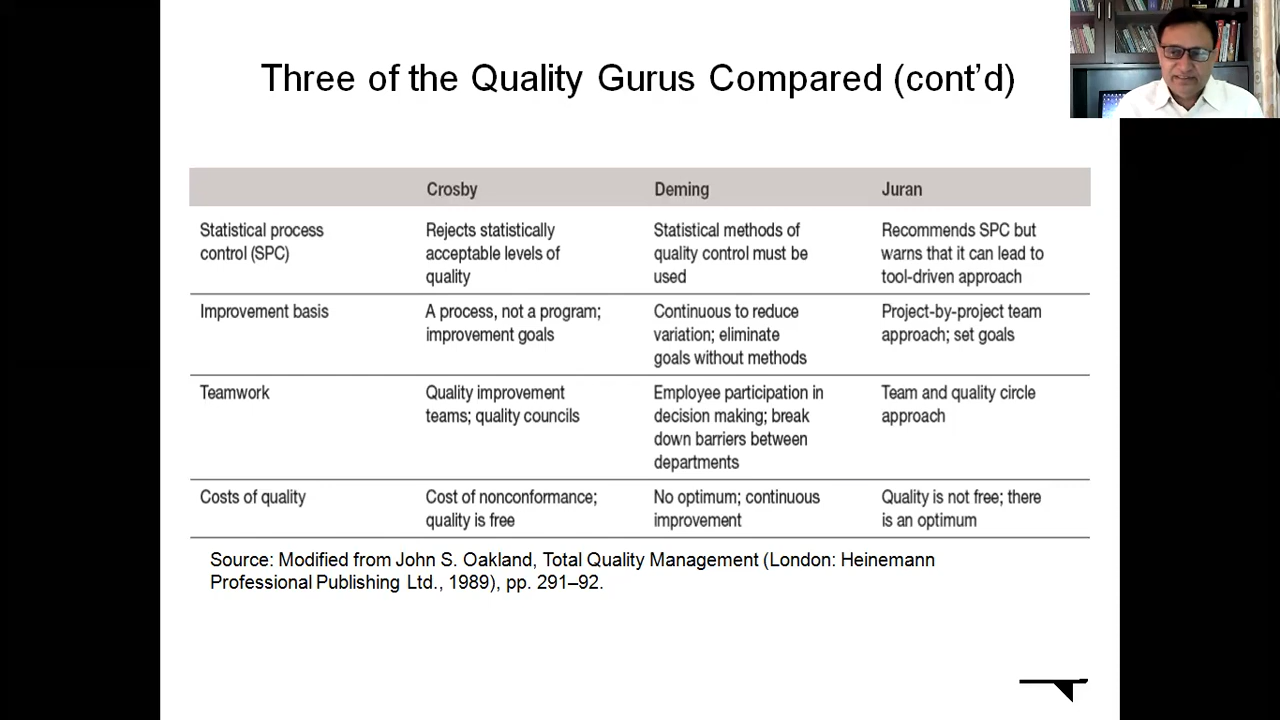 Three of the Quality Gurus Compared (cont’d)
Crosby Deming Juran
Statistical process control (SPC)
Rejects statistically acceptable levels of quality
Statistical methods of quality control must be used
Recommends SPC but warns that it can lead to tool-driven approach
Improvement basis
A process, not a program; improvement goals
Continuous to reduce variation; eliminate goals without methods
Project-by-project team approach; set goals
Teamwork
Quality improvement teams; quality councils
Employee participation in decision making; break down barriers between departments
Team and quality circle approach
Costs of quality
Cost of nonconformance; quality is free
No optimum; continuous improvement
Quality is not free; there is an optimum
Source: Modified from John S. Oakland, Total Quality Management (London: Heinemann
Professional Publishing Ltd., 1989), pp. 291–92.